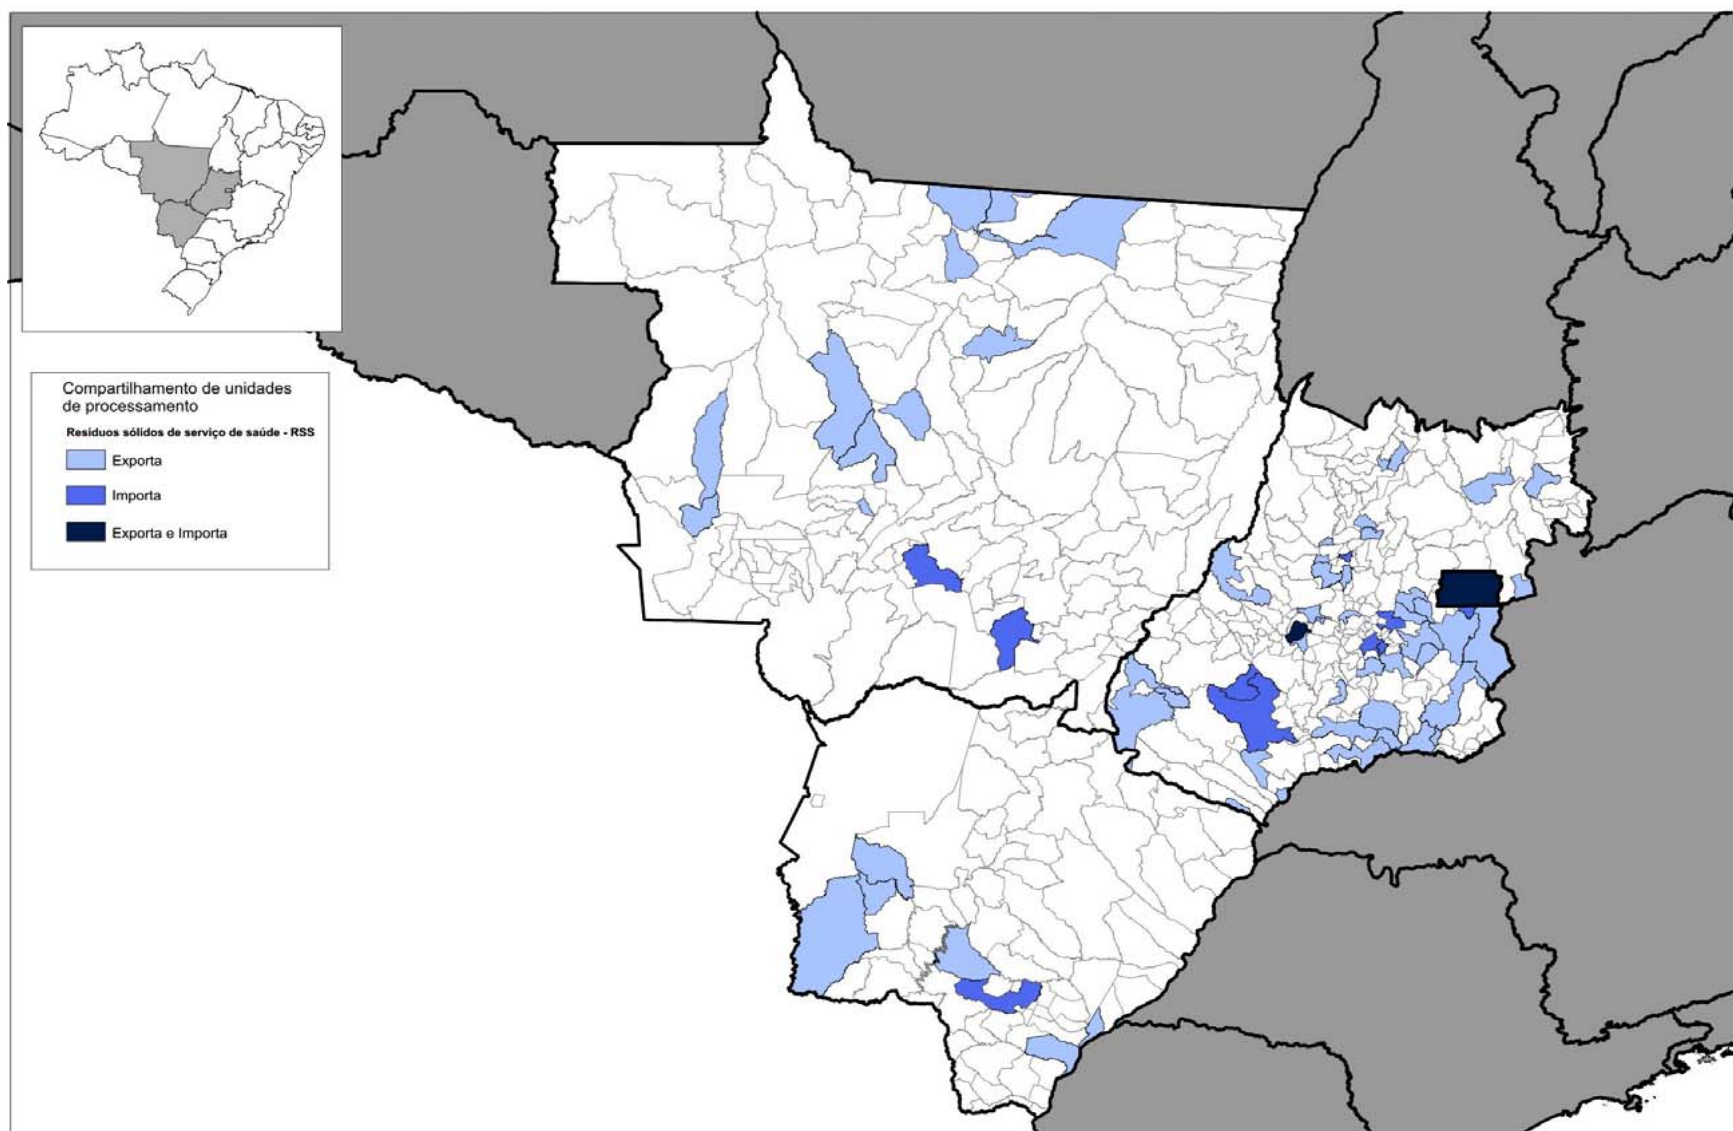 Compartilhamento de unidades
de processamento
Resíduos sólidos de serviço de saúde - RSS
Exporta
Importa
Exporta e Importa